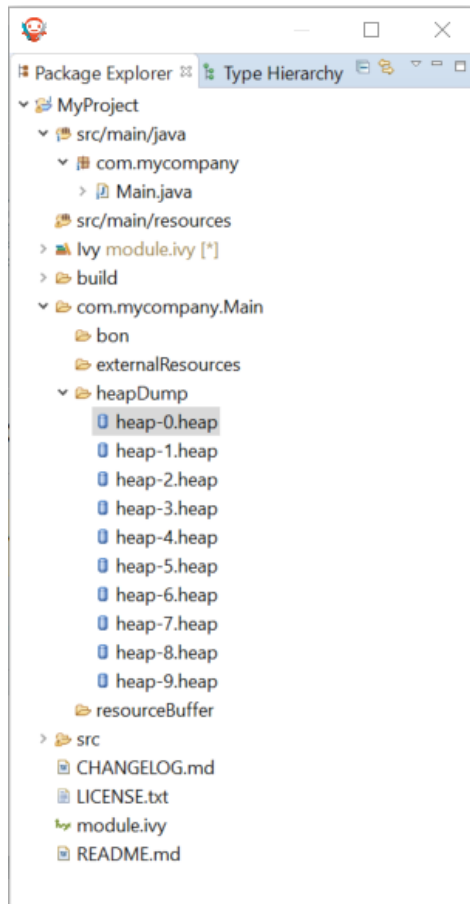 Package Explorer Type Hierarchy
MyProject
src/main/java
com.mycompany
Main.java
src/main/resources
Ivy module.ivy [*]
build
com.mycompany.Main
bon
externalResources
heapDump
heap-0.heap
heap-1.heap
heap-2.heap
heap-3.heap
heap-4.heap
heap-5.heap
heap-6.heap
heap-7.heap
heap-8.heap
heap-9.heap
resourceBuffer
src
CHANGELOG.md
LICENSE.txt
module.ivy
README.md